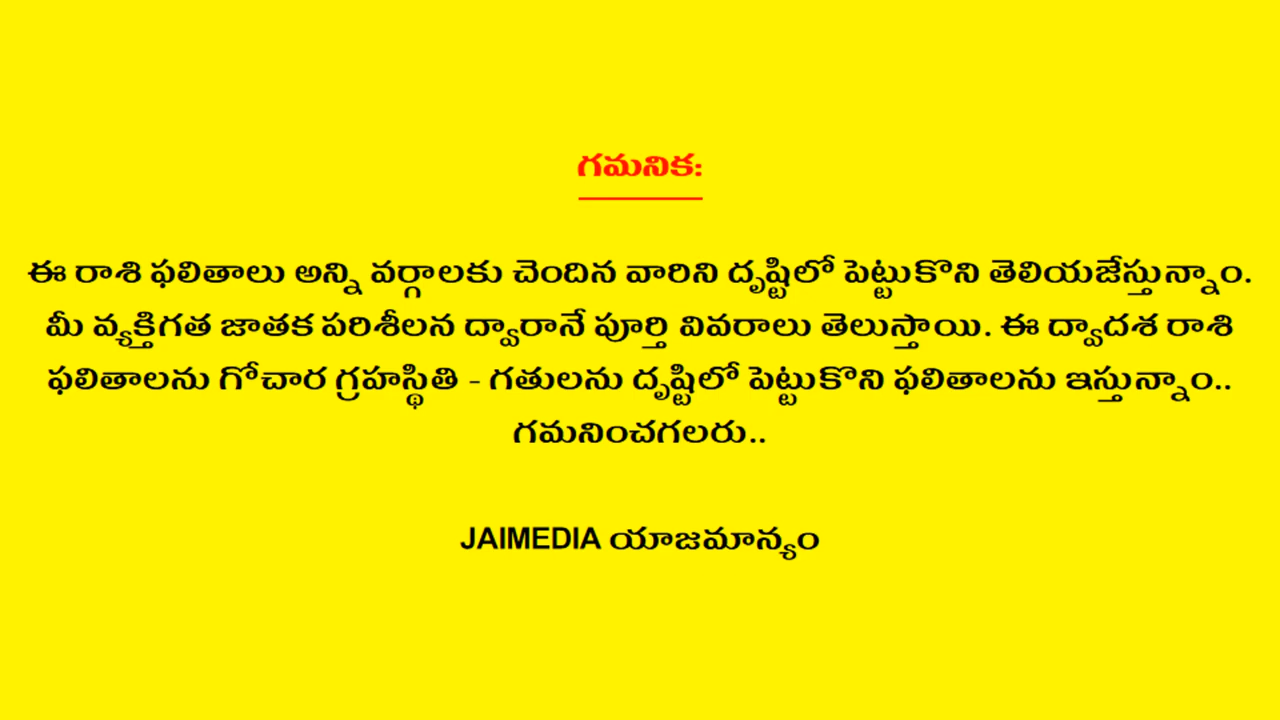 గమనిక:
ఈ రాశి ఫలితాలు అన్ని వర్గాలకు చెందిన వారిని దృష్టిలో పెట్టుకొని తెలియజేస్తున్నాం.
మీ వ్యక్తిగత జాతక పరిశీలన ద్వారానే పూర్తి వివరాలు తెలుస్తాయి. ఈ ద్వాదశ రాశి
ఫలితాలను గోచార గ్రహస్థితి - గతులను దృష్టిలో పెట్టుకొని ఫలితాలను ఇస్తున్నాం..
గమనించగలరు..
JAIMEDIA యాజమాన్యం